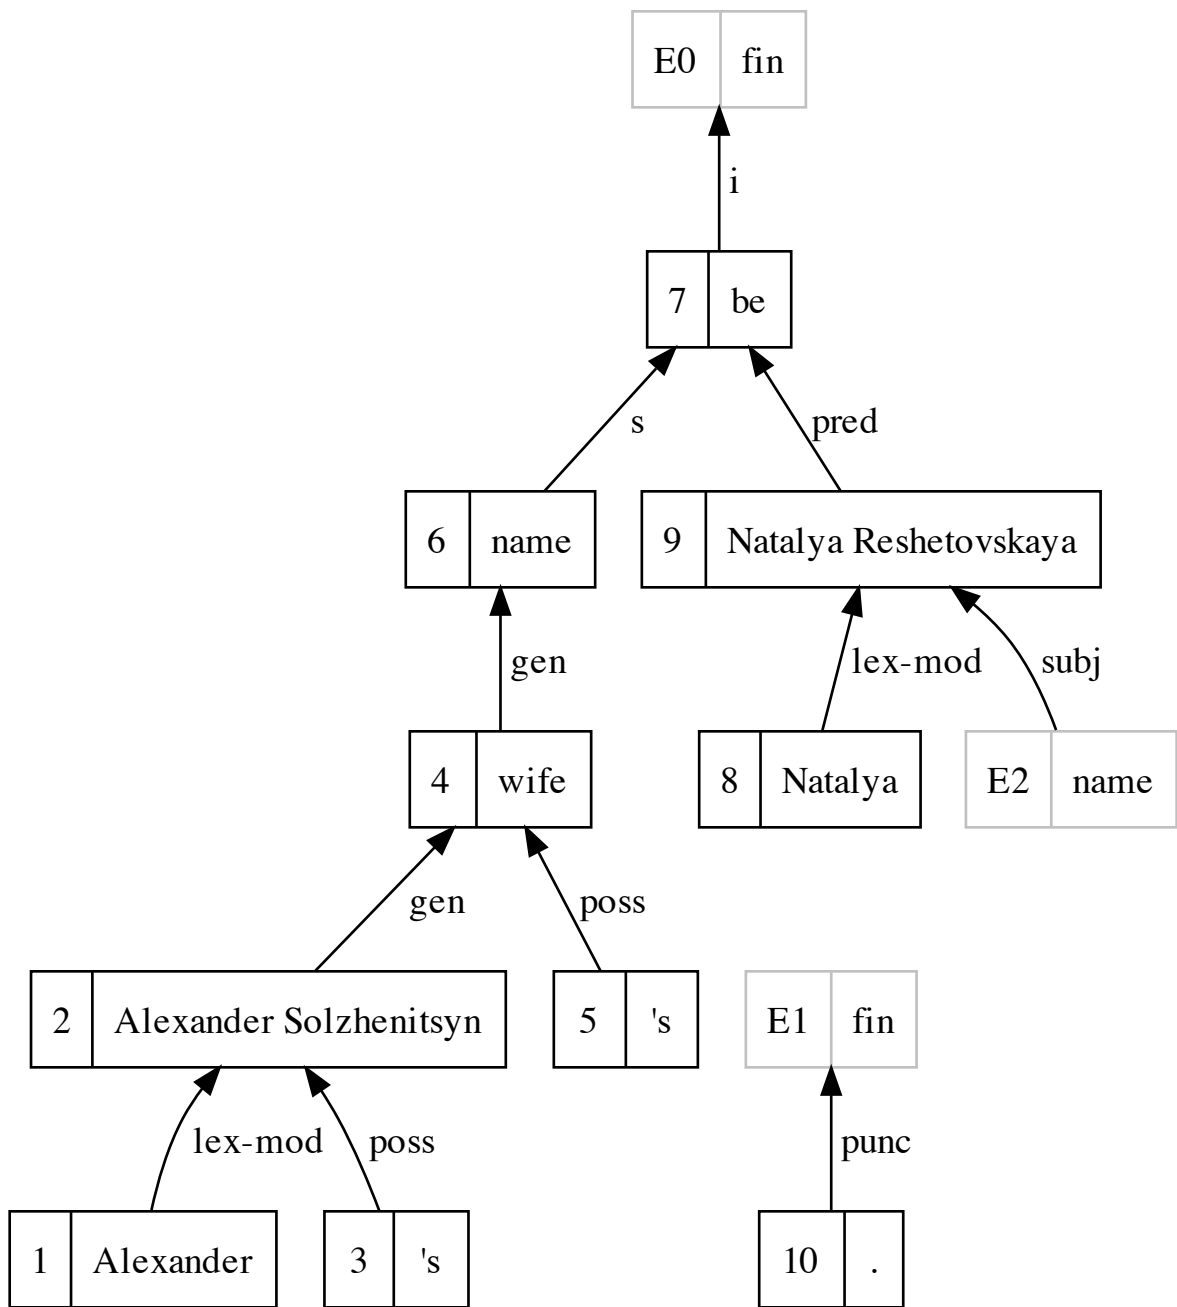 E0 fin
i
7 be
s pred
6 name 9 Natalya Reshetovskaya
gen lex-mod subj
4 wife 8 Natalya E2 name
gen poss
2 Alexander Solzhenitsyn 5 's E1 fin
lex-mod poss punc
1 Alexander 3 's 10 .